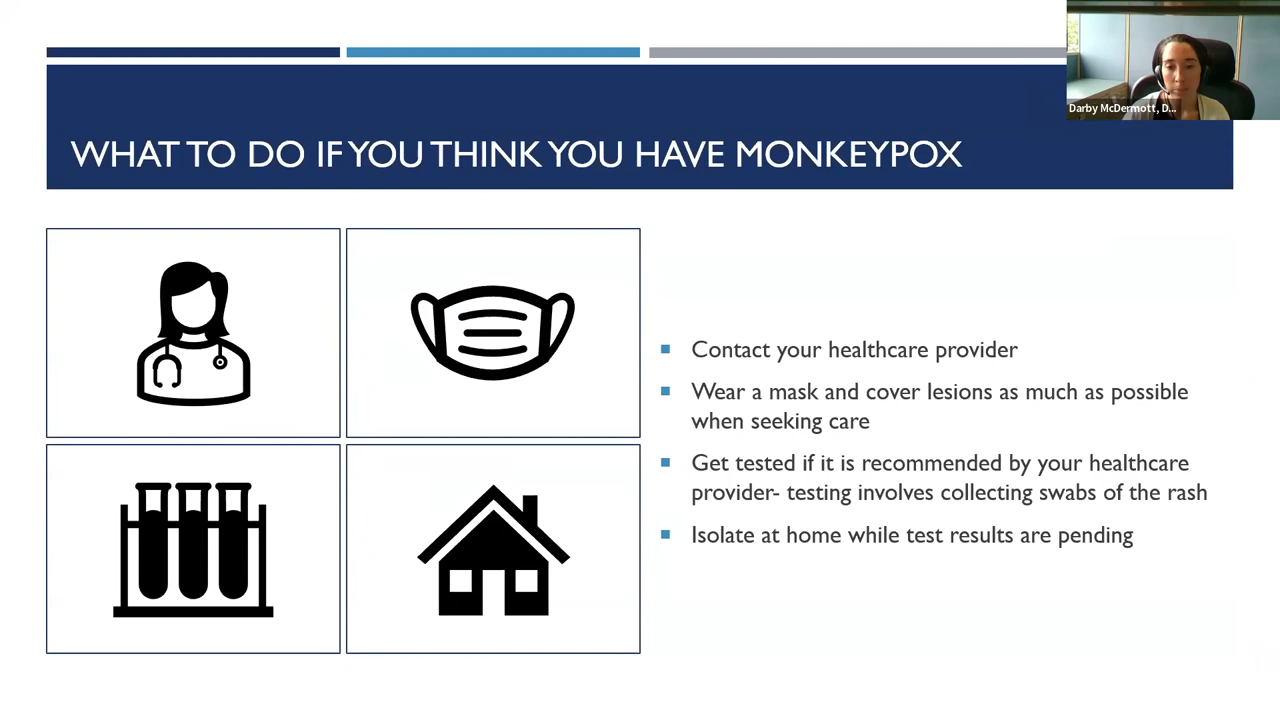 Darby McDermott, D...
WHAT TO DO IF YOU THINK YOU HAVE MONKEYPOX
Contact your healthcare provider
Wear a mask and cover lesions as much as possible
when seeking care
Get tested if it is recommended by your healthcare
provider- testing involves collecting swabs of the rash
Isolate at home while test results are pending